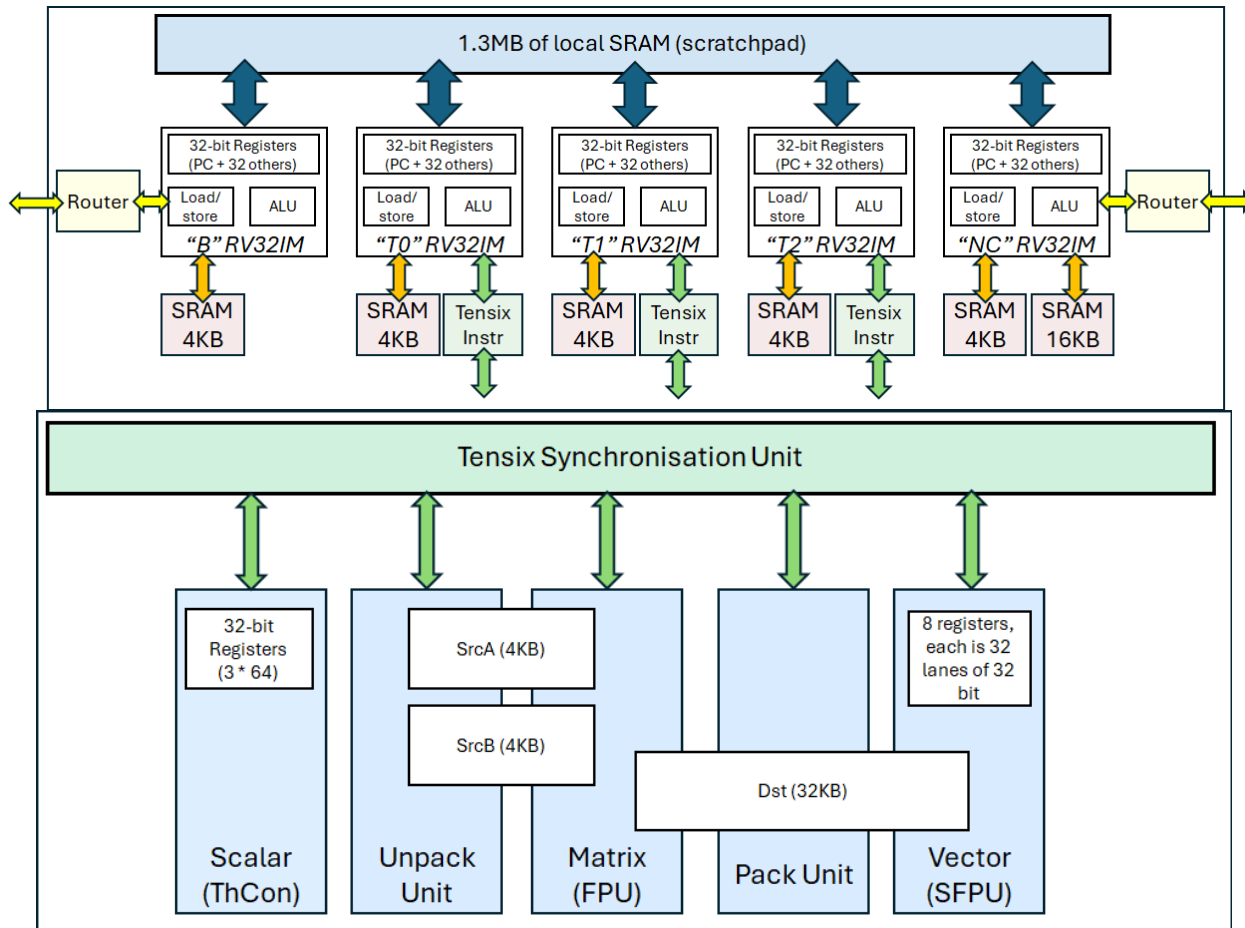 1.3MB of local SRAM (scratchpad)
32-bit Registers
(PC + 32 others)
32-bit Registers
(PC + 32 others)
32-bit Registers
(PC + 32 others)
32-bit Registers
(PC + 32 others)
32-bit Registers
(PC + 32 others)
Router
Load/
store
ALU
Load/
store
ALU
Load/
store
ALU
Load/
store
ALU
Load/
store
ALU
Router
“B” RV32IM
“T0” RV32IM
“T1” RV32IM
“T2” RV32IM
“NC” RV32IM
SRAM
4KB
SRAM
4KB
Tensix
Instr
SRAM
4KB
Tensix
Instr
SRAM
4KB
Tensix
Instr
SRAM
4KB
SRAM
16KB
Tensix Synchronisation Unit
32-bit
Registers
(3 * 64)
SrcA (4KB)
8 registers,
each is 32
lanes of 32
bit
SrcB (4KB)
Dst (32KB)
Scalar
(ThCon)
Unpack
Unit
Matrix
(FPU)
Pack Unit
Vector
(SFPU)